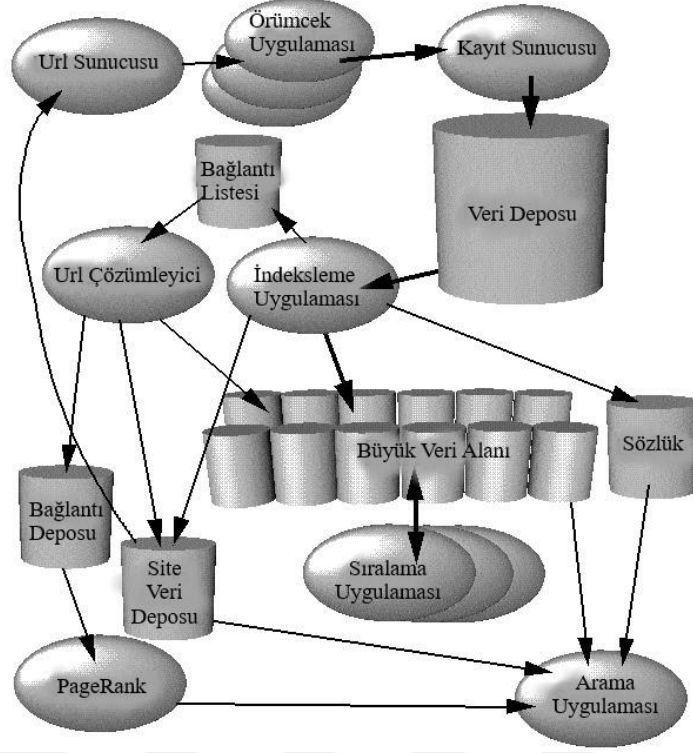 Url Sunucusu
Örümcek
Uygulaması
Kayıt Sunucusu
Bağlantı
Listesi
Veri Deposu
Url Çözümleyici
İndeksleme
Uygulaması
Büyük Veri Alanı
Sözlük
Bağlantı
Deposu
Site
Veri
Deposu
Sıralama
Uygulaması
PageRank
Arama
Uygulaması